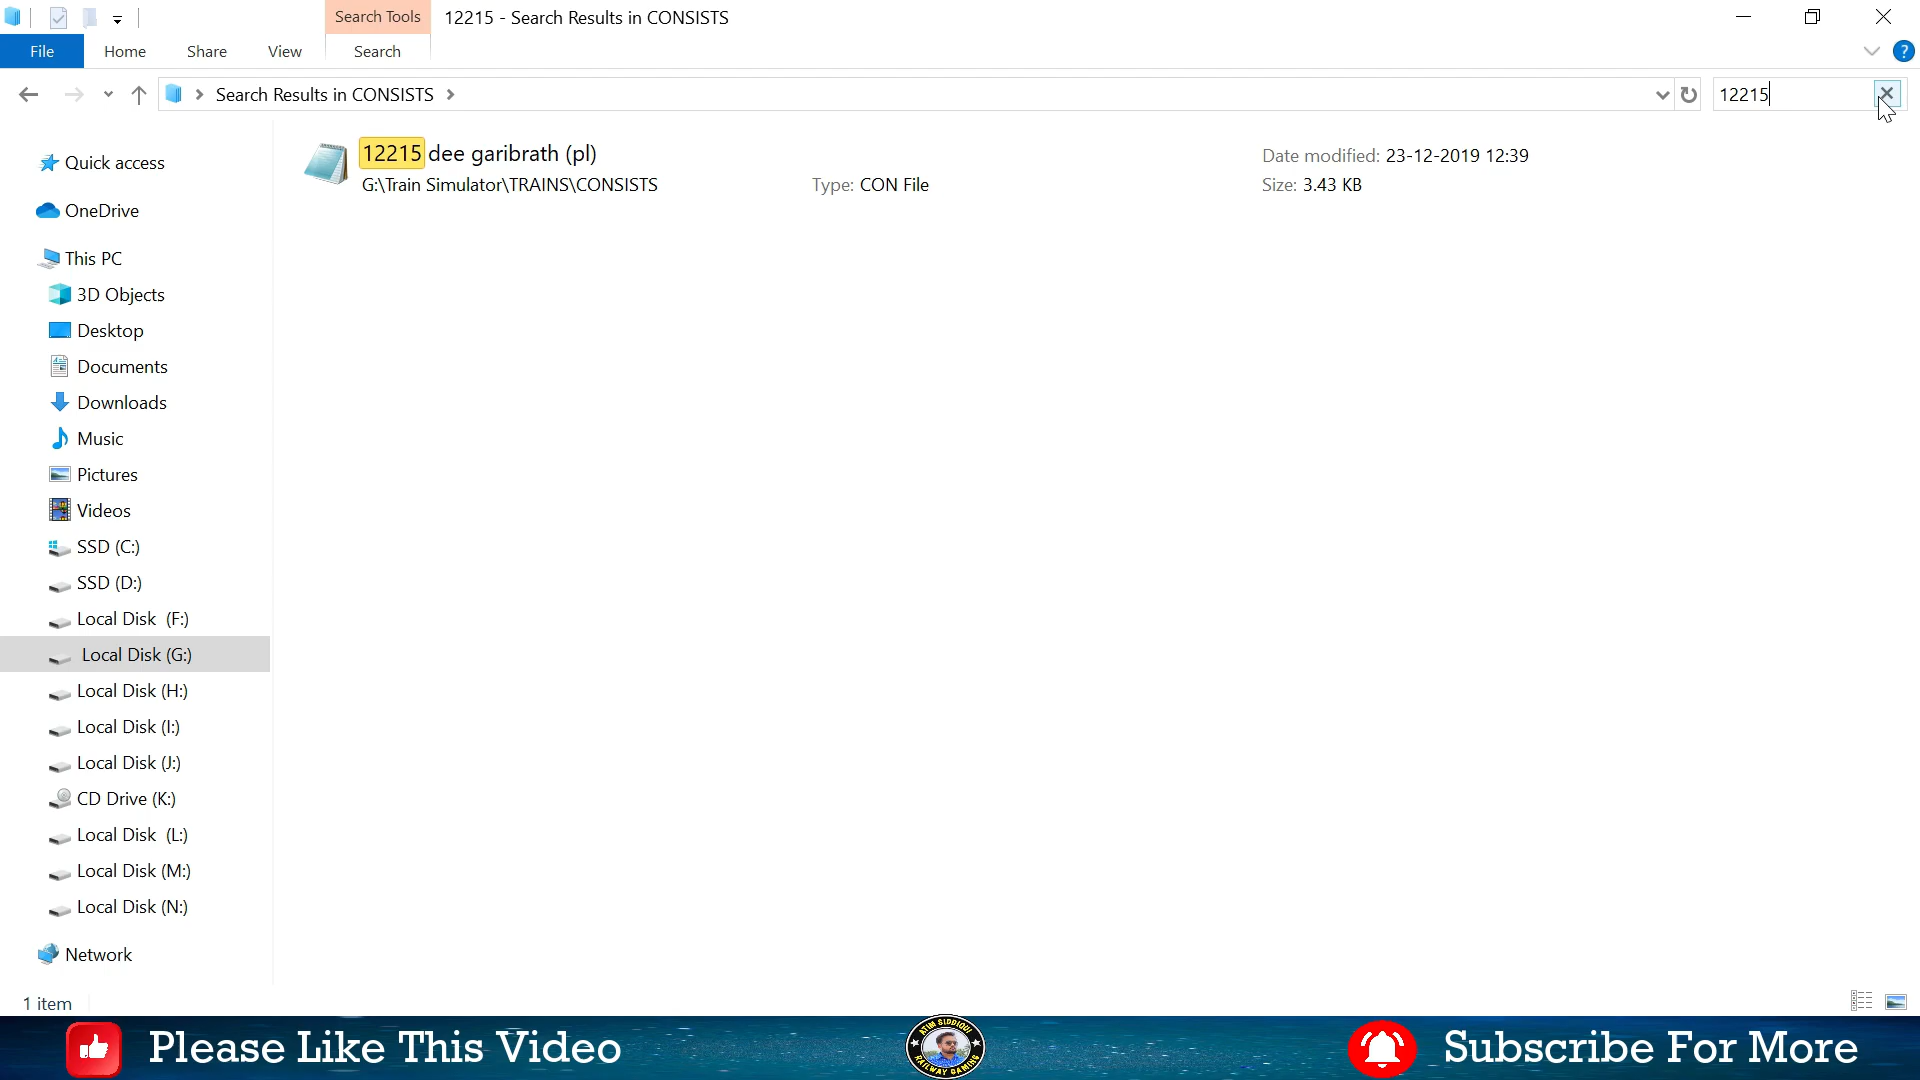 Search Tools
12215 - Search Results in CONSISTS
File
Home
Share
View
Search
?
Search Results in CONSISTS
12215
Quick access
OneDrive
This PC
3D Objects
Desktop
Documents
Downloads
Music
Pictures
Videos
SSD (C:)
SSD (D:)
Local Disk (F:)
Local Disk (G:)
Local Disk (H:)
Local Disk (I:)
Local Disk (J:)
CD Drive (K:)
Local Disk (L:)
Local Disk (M:)
Local Disk (N:)
Network
12215 dee garibrath (pl)
G:\Train Simulator\TRAINS\CONSISTS
Type: CON File
Date modified: 23-12-2019 12:39
Size: 3.43 KB
1 item
Please Like This Video
ATIM SIDDIQUI
RAILWAY GAMING
Subscribe For More